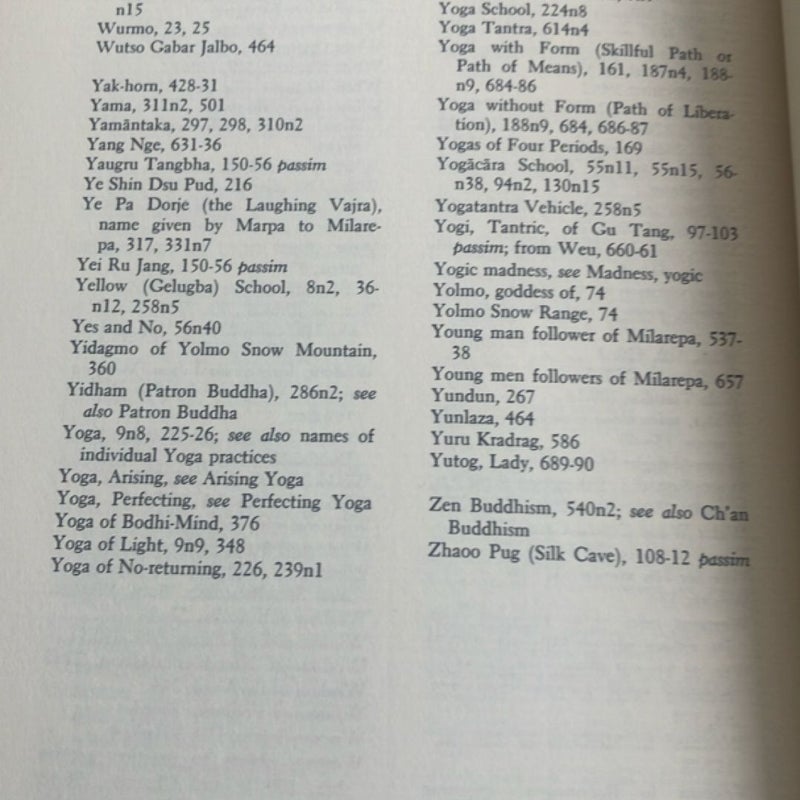 n15
Wurmo, 23, 25
Wutso Gabar Jalbo, 464
Yak-horn, 428-31
Yama, 311n2, 501
Yamāntaka, 297, 298, 310n2
Yang Nge, 631-36
Yaugru Tangbha, 150-56 passim
Ye Shin Dsu Pud, 216
Ye Pa Dorje (the Laughing Vajra),
name given by Marpa to Milare-
pa, 317, 331n7
Yei Ru Jang, 150-56 passim
Yellow (Gelugba) School, 8n2, 36-
n12, 258n5
Yes and No, 56n40
Yidagmo of Yolmo Snow Mountain,
360
Yidham (Patron Buddha), 286n2; see
also Patron Buddha
Yoga, 9n8, 225-26; see also names of
individual Yoga practices
Yoga, Arising, see Arising Yoga
Yoga, Perfecting, see Perfecting Yoga
Yoga of Bodhi-Mind, 376
Yoga of Light, 9n9, 348
Yoga of No-returning, 226, 239n1
Yoga School, 224n8
Yoga Tantra, 614n4
Yoga with Form (Skillful Path or
Path of Means), 161, 187n4, 188-
n9, 684-86
Yoga without Form (Path of Libera-
tion), 188n9, 684, 686-87
Yogas of Four Periods, 169
Yogācāra School, 55n11, 55n15, 56-
n38, 94n2, 130n15
Yogatantra Vehicle, 258n5
Yogi, Tantric, of Gu Tang, 97-103
passim; from Weu, 660-61
Yogic madness, see Madness, yogic
Yolmo, goddess of, 74
Yolmo Snow Range, 74
Young man follower of Milarepa, 537-
38
Young men followers of Milarepa, 657
Yundun, 267
Yunlaza, 464
Yuru Kradrag, 586
Yutog, Lady, 689-90
Zen Buddhism, 540n2; see also Ch'an
Buddhism
Zhaoo Pug (Silk Cave), 108-12 passim